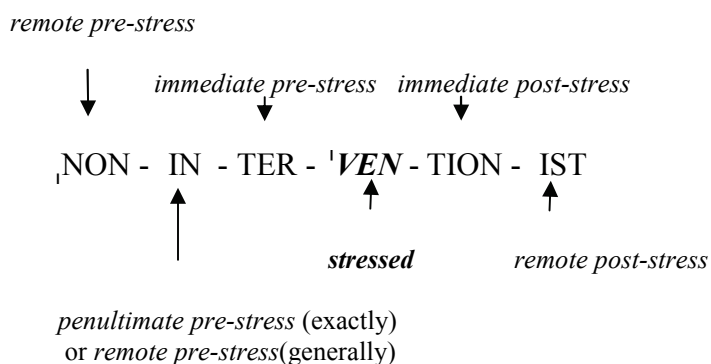 remote pre-stress
immediate pre-stress immediate post-stress
ˌNON - IN - TER - ˈVEN - TION - IST
stressed remote post-stress
penultimate pre-stress (exactly)
or remote pre-stress(generally)